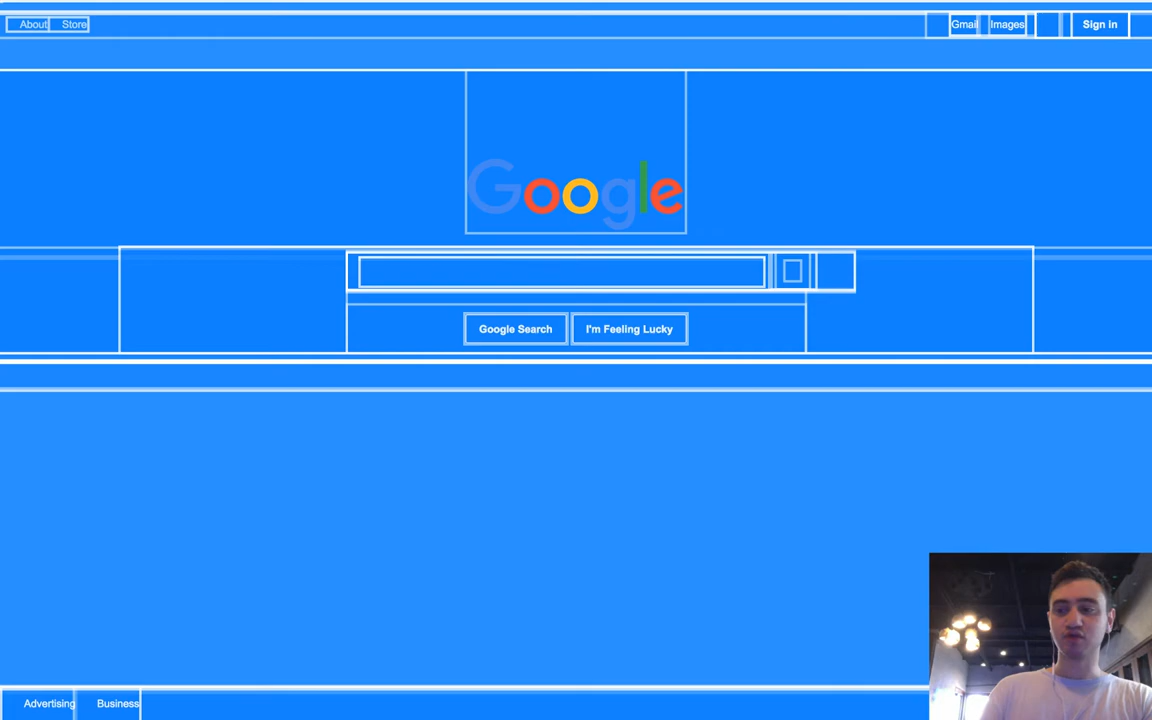 About Store Gmail Images Sign in
Google
Google Search I'm Feeling Lucky
Advertising Business